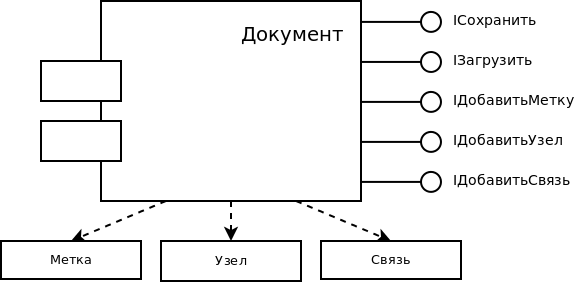 Документ
IСохранить
IЗагрузить
IДобавитьМетку
IДобавитьУзел
IДобавитьСвязь
Метка
Узел
Связь